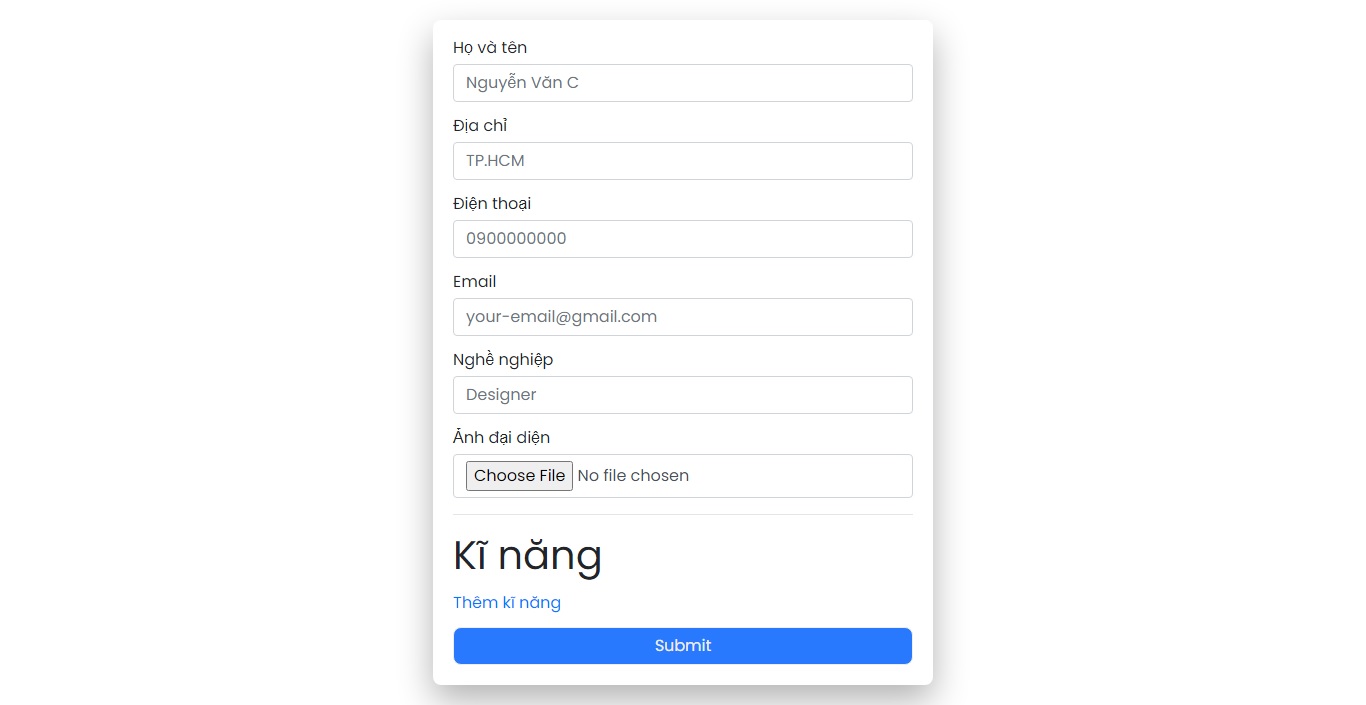 Họ và tên
Nguyễn Văn C
Địa chỉ
TP.HCM
Điện thoại
0900000000
Email
your-email@gmail.com
Nghề nghiệp
Designer
Ảnh đại diện
Choose File No file chosen
Kĩ năng
Thêm kĩ năng
Submit